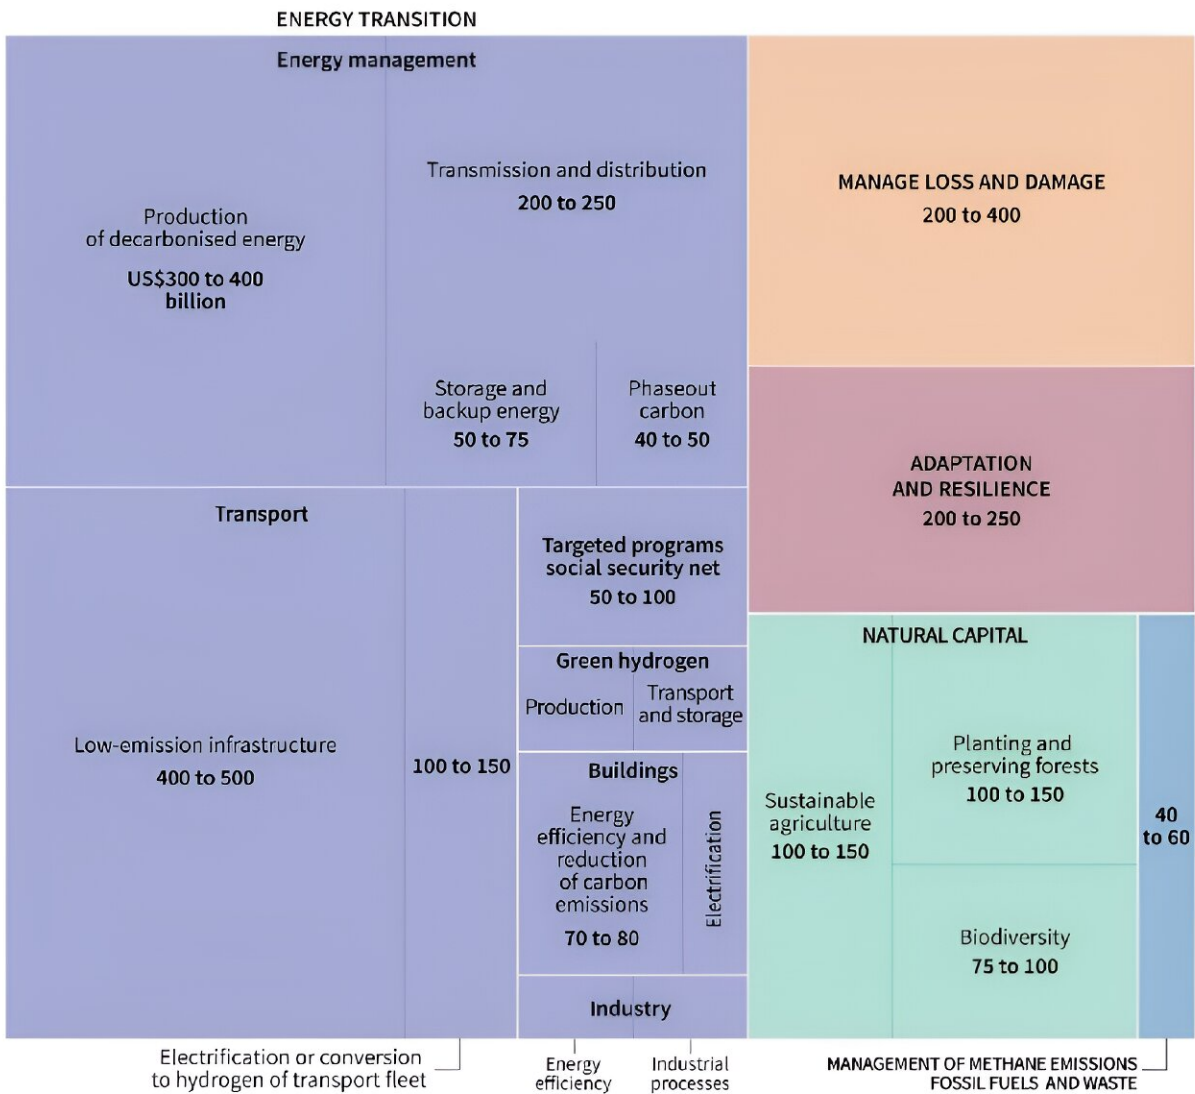 ENERGY TRANSITION
Energy management
Production
of decarbonised energy
US$300 to 400
billion
Transmission and distribution
200 to 250
Storage and
backup energy
50 to 75
Phaseout
carbon
40 to 50
MANAGE LOSS AND DAMAGE
200 to 400
ADAPTATION
AND RESILIENCE
200 to 250
Transport
Low-emission infrastructure
400 to 500
100 to 150
Electrification or conversion
to hydrogen of transport fleet
Targeted programs
social security net
50 to 100
Green hydrogen
Production
Transport
and storage
Buildings
Energy
efficiency and
reduction
of carbon
emissions
70 to 80
Electrification
Industry
Energy
efficiency
Industrial
processes
NATURAL CAPITAL
Sustainable
agriculture
100 to 150
Planting and
preserving forests
100 to 150
Biodiversity
75 to 100
40
to 60
MANAGEMENT OF METHANE EMISSIONS
FOSSIL FUELS AND WASTE